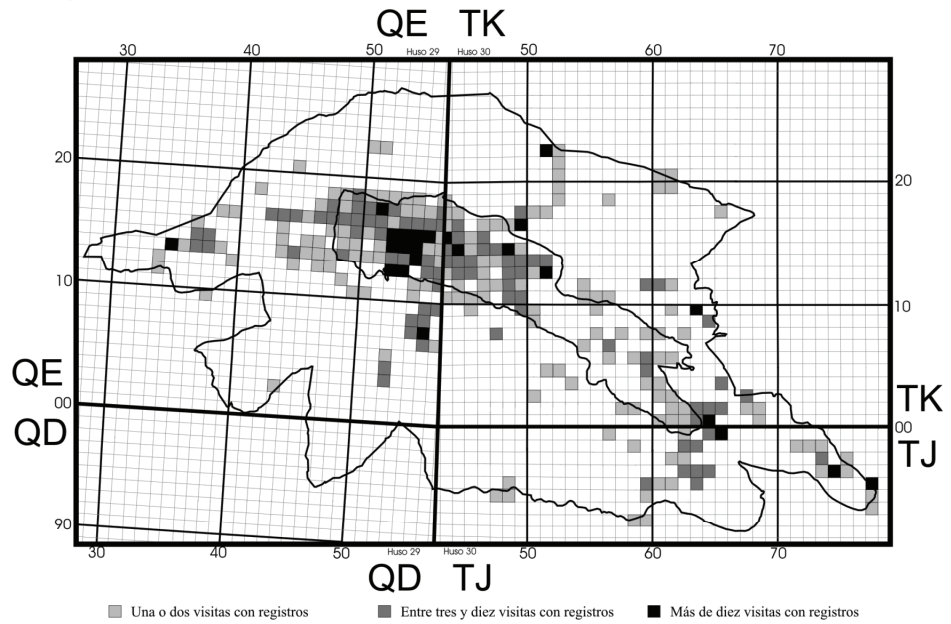 QE TK
30 40 50 Huso 29 Huso 30 50 60 70
20 20
10 10
QE TK
00 00
QD TJ
90
30 40 50 Huso 29 Huso 30 50 60 70
QD TJ
Una o dos visitas con registros Entre tres y diez visitas con registros Más de diez visitas con registros